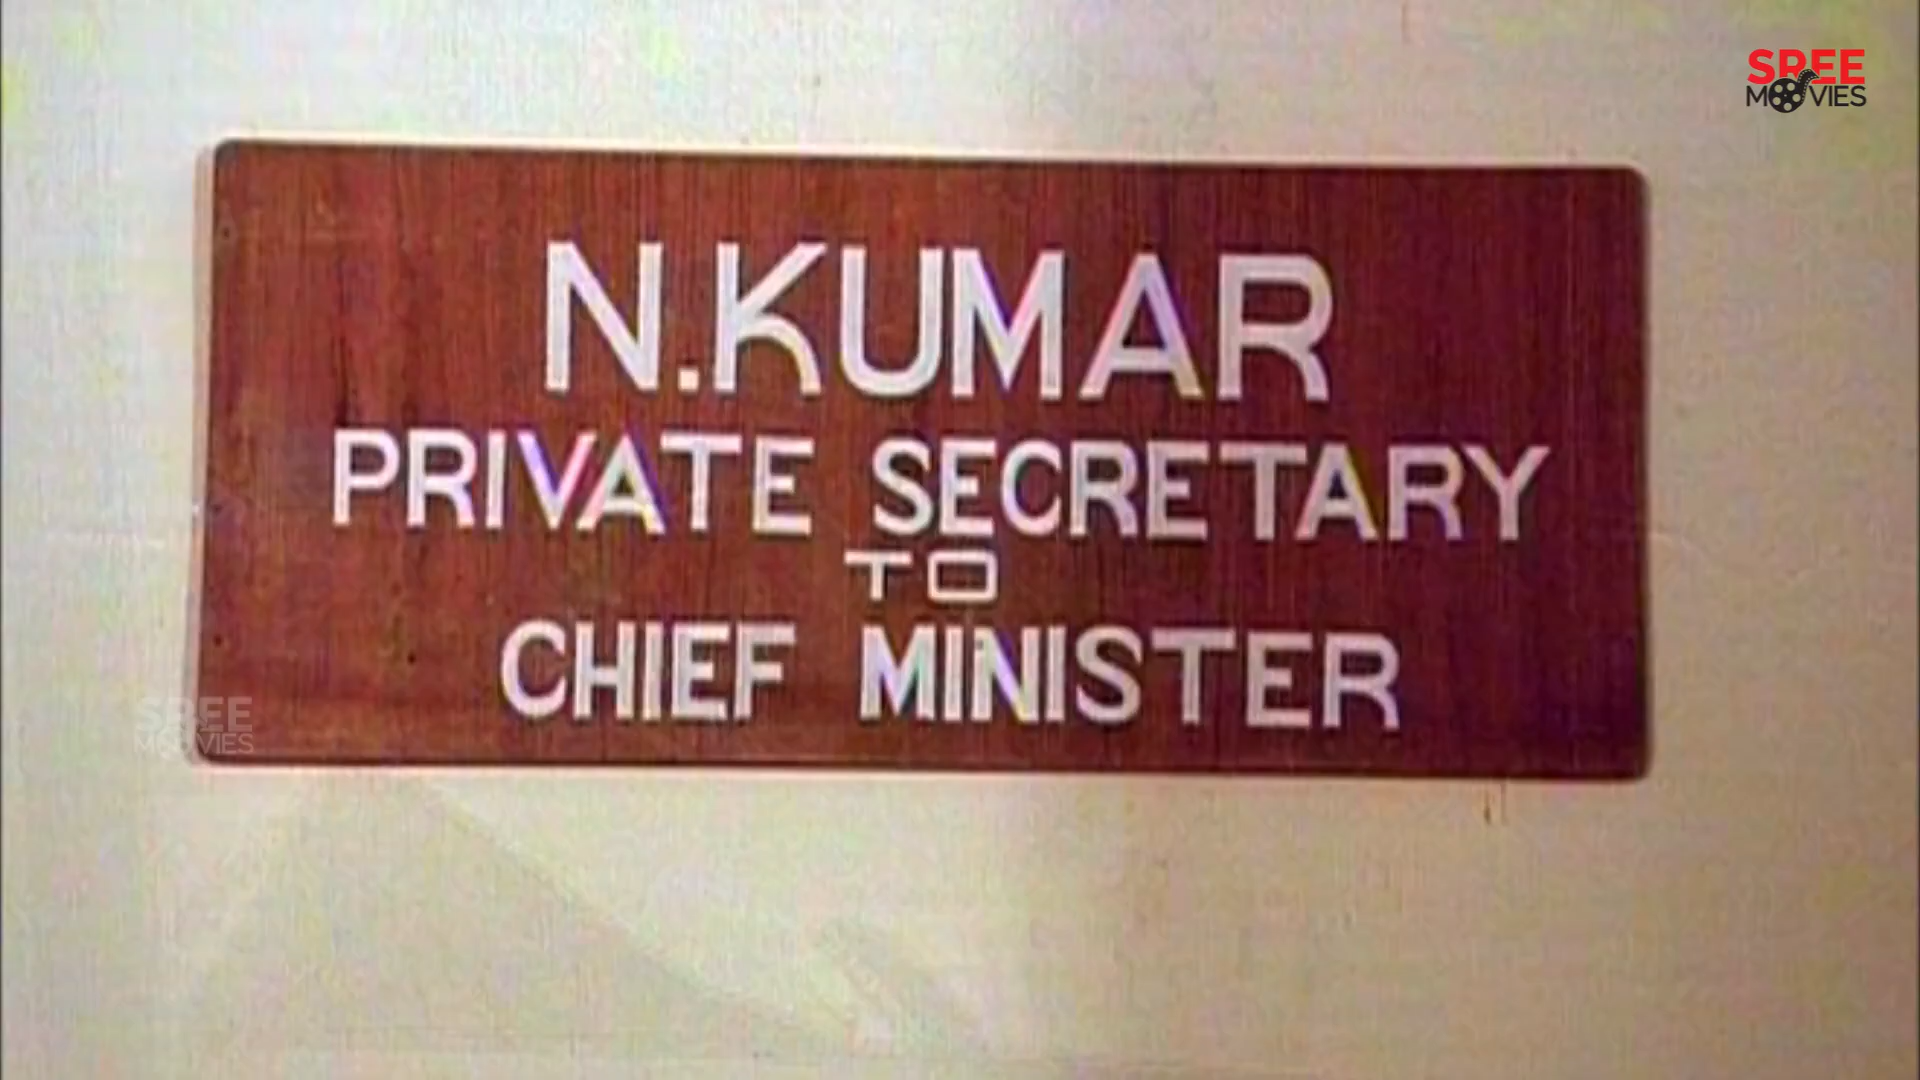 SREE
MOVIES
N.KUMAR
PRIVATE SECRETARY
TO
CHIEF MINISTER
SREE
MOVIES